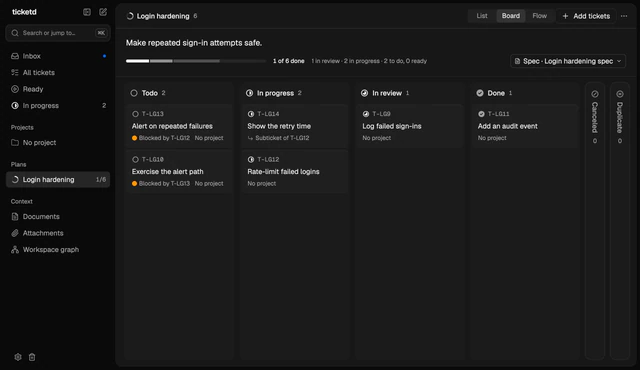 ticketd
Search or jump to...
⌘K
Inbox
All tickets
Ready
In progress 2
Projects
No project
Plans
Login hardening 1/6
Context
Documents
Attachments
Workspace graph
Login hardening 6
List Board Flow
Add tickets
Make repeated sign-in attempts safe.
1 of 6 done 1 in review · 2 in progress · 2 to do, 0 ready
Spec · Login hardening spec
Todo 2
T-LG13
Alert on repeated failures
Blocked by T-LG12 No project
T-LG10
Exercise the alert path
Blocked by T-LG13 No project
In progress 2
T-LG14
Show the retry time
Subticket of T-LG12
T-LG12
Rate-limit failed logins
No project
In review 1
T-LG9
Log failed sign-ins
No project
Done 1
T-LG11
Add an audit event
No project
Canceled 0
Duplicate 0